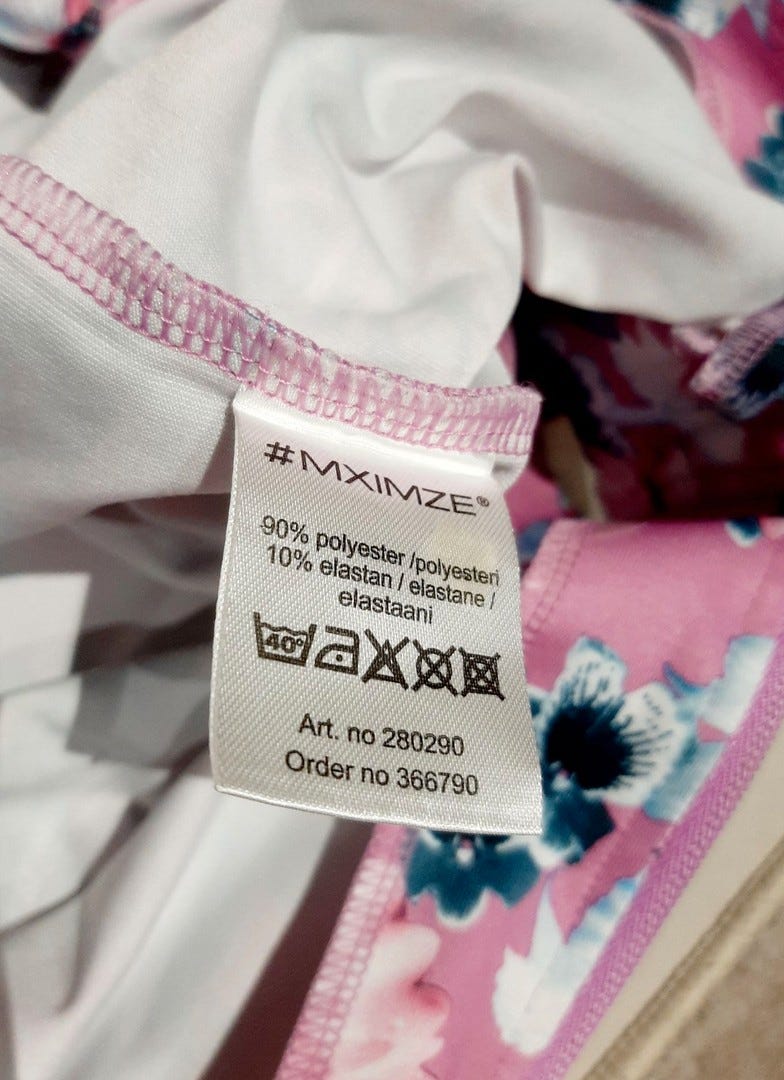 #MXIMZE®
90% polyester /polyesteri
10% elastan / elastane /
elastaani
40°
Art. no 280290
Order no 366790